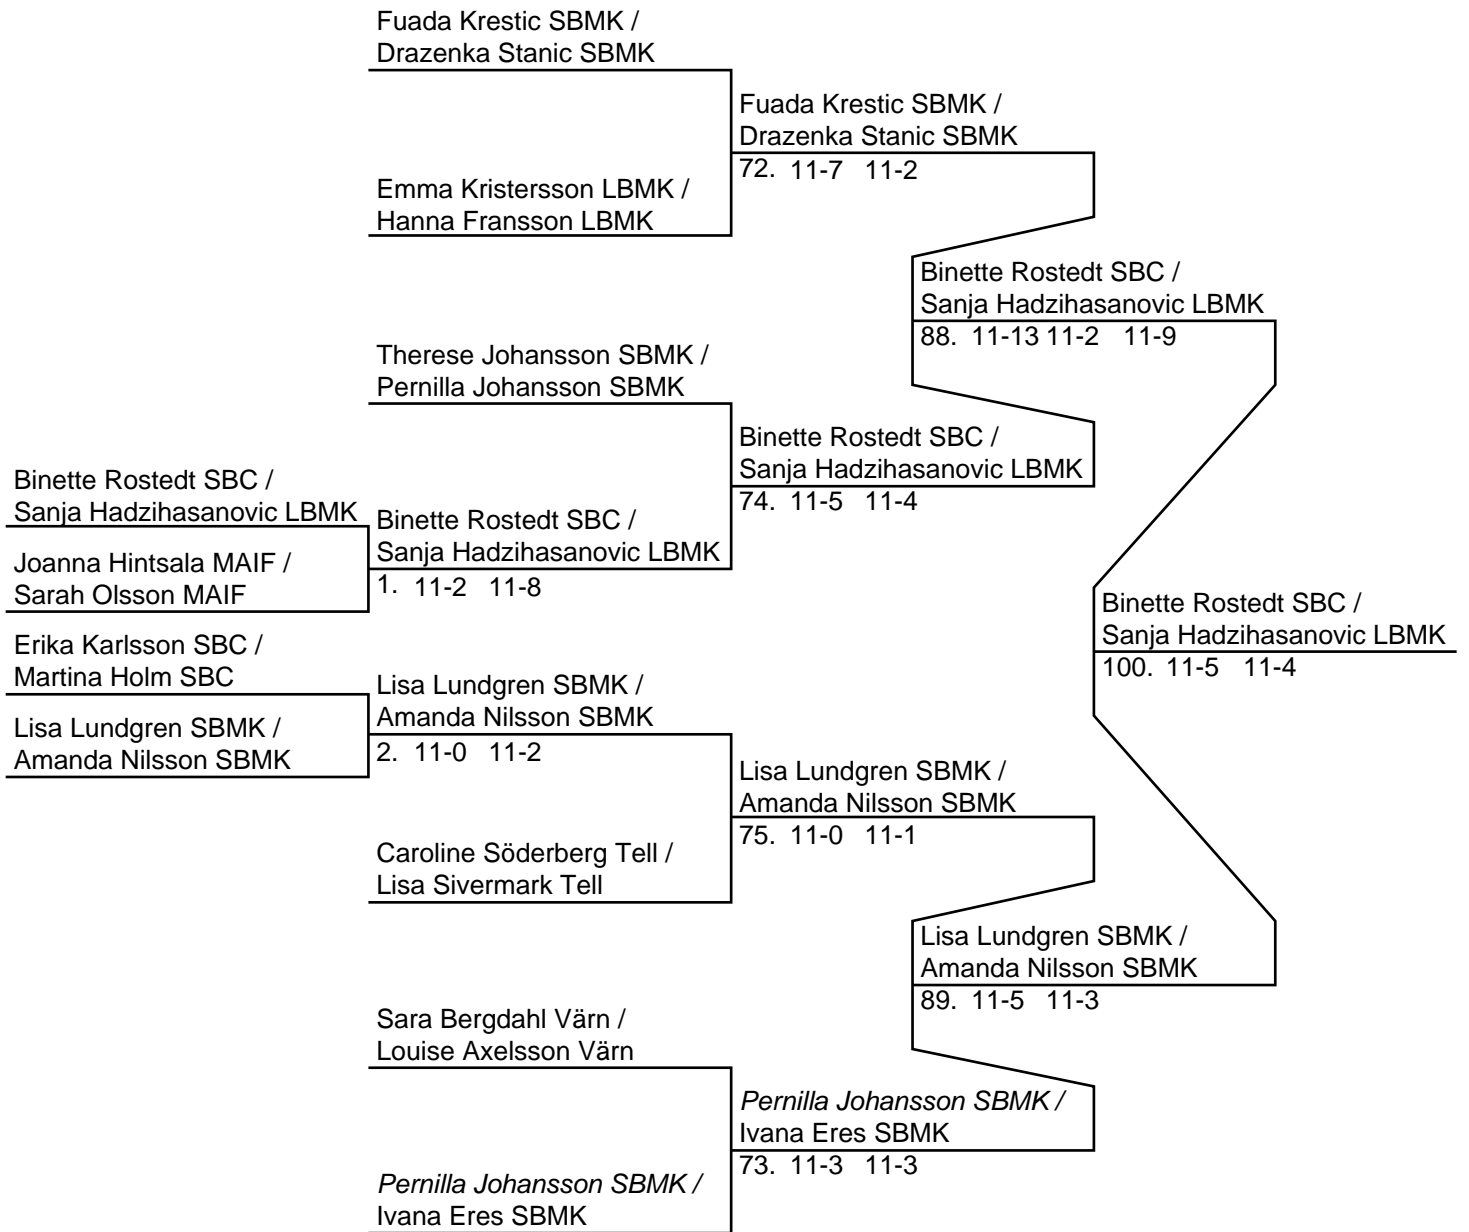 Fuada Krestic SBMK /
Drazenka Stanic SBMK
Fuada Krestic SBMK /
Drazenka Stanic SBMK
72. 11-7 11-2
Emma Kristersson LBMK /
Hanna Fransson LBMK
Binette Rostedt SBC /
Sanja Hadzihasanovic LBMK
88. 11-13 11-2 11-9
Therese Johansson SBMK /
Pernilla Johansson SBMK
Binette Rostedt SBC /
Sanja Hadzihasanovic LBMK
74. 11-5 11-4
Binette Rostedt SBC /
Sanja Hadzihasanovic LBMK
Binette Rostedt SBC /
Sanja Hadzihasanovic LBMK
1. 11-2 11-8
Joanna Hintsala MAIF /
Sarah Olsson MAIF
Binette Rostedt SBC /
Sanja Hadzihasanovic LBMK
100. 11-5 11-4
Erika Karlsson SBC /
Martina Holm SBC
Lisa Lundgren SBMK /
Amanda Nilsson SBMK
2. 11-0 11-2
Lisa Lundgren SBMK /
Amanda Nilsson SBMK
Lisa Lundgren SBMK /
Amanda Nilsson SBMK
75. 11-0 11-1
Caroline Söderberg Tell /
Lisa Sivermark Tell
Lisa Lundgren SBMK /
Amanda Nilsson SBMK
89. 11-5 11-3
Sara Bergdahl Värn /
Louise Axelsson Värn
Pernilla Johansson SBMK /
Ivana Eres SBMK
73. 11-3 11-3
Pernilla Johansson SBMK /
Ivana Eres SBMK